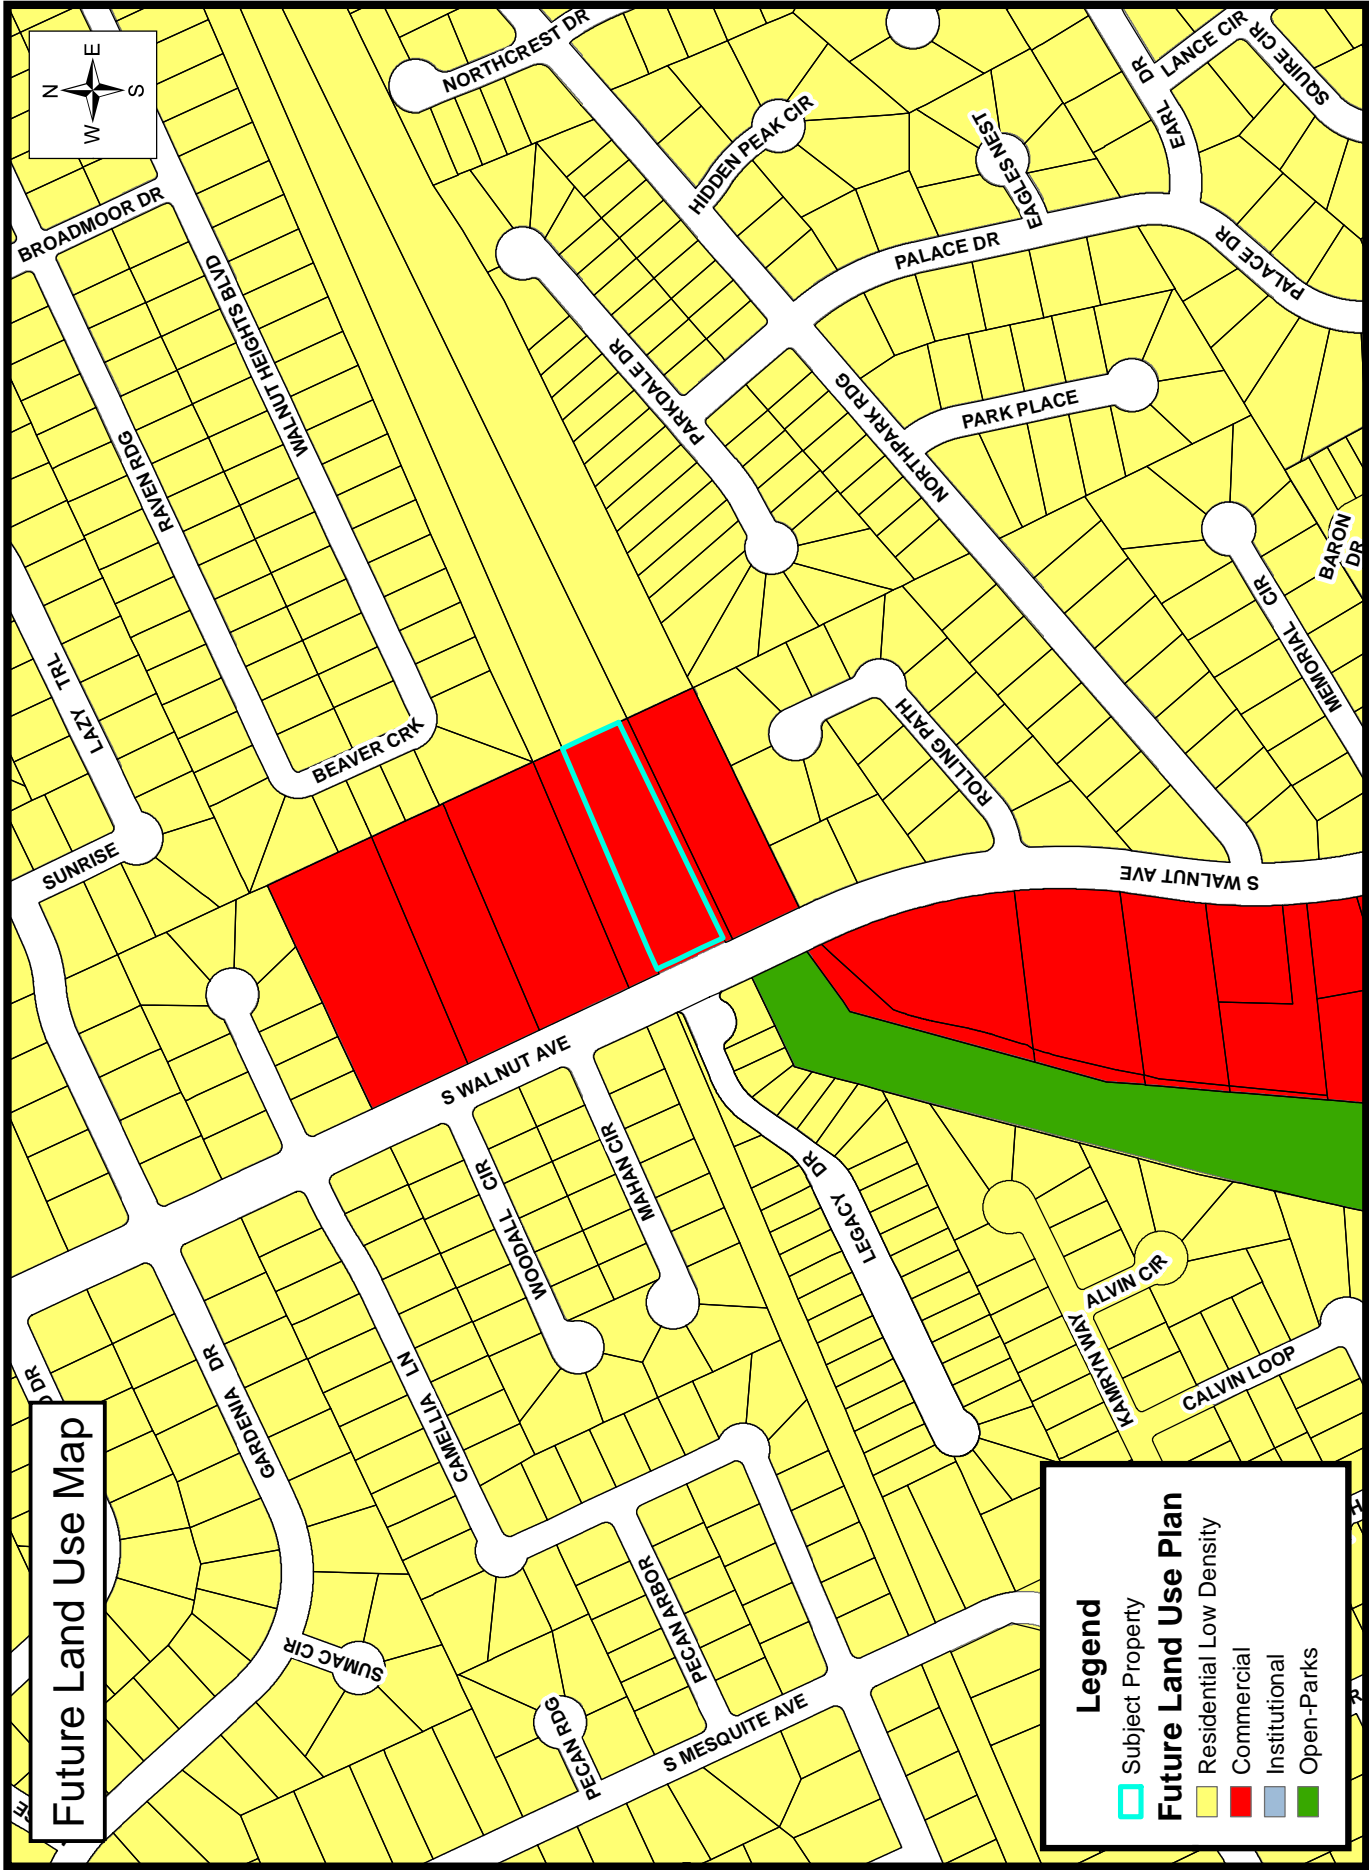 Future Land Use Map
N
W
E
S
BROADMOOR DR
RAVEN RDG
WALNUT HEIGHTS BLVD
LAZY TRL
SUNRISE
BEAVER CRK
NORTHCREST DR
HIDDEN PEAK CIR
EAGLES NEST
EARL DR
LANCE CIR
SQUIRE CIR
PALACE DR
PALACE DR
PARKDALE DR
NORTHPARK RDG
PARK PLACE
MEMORIAL CIR
BARON
DR
ROLLING PATH
S WALNUT AVE
S WALNUT AVE
WOODALL CIR
MAHAN CIR
LEGACY DR
GARDENIA DR
CAMELLIA LN
SUMAC CIR
PECAN RDG
PECAN ARBOR
S MESQUITE AVE
KAMRYN WAY
ALVIN CIR
CALVIN LOOP
DR
Legend
Subject Property
Future Land Use Plan
Residential Low Density
Commercial
Institutional
Open-Parks